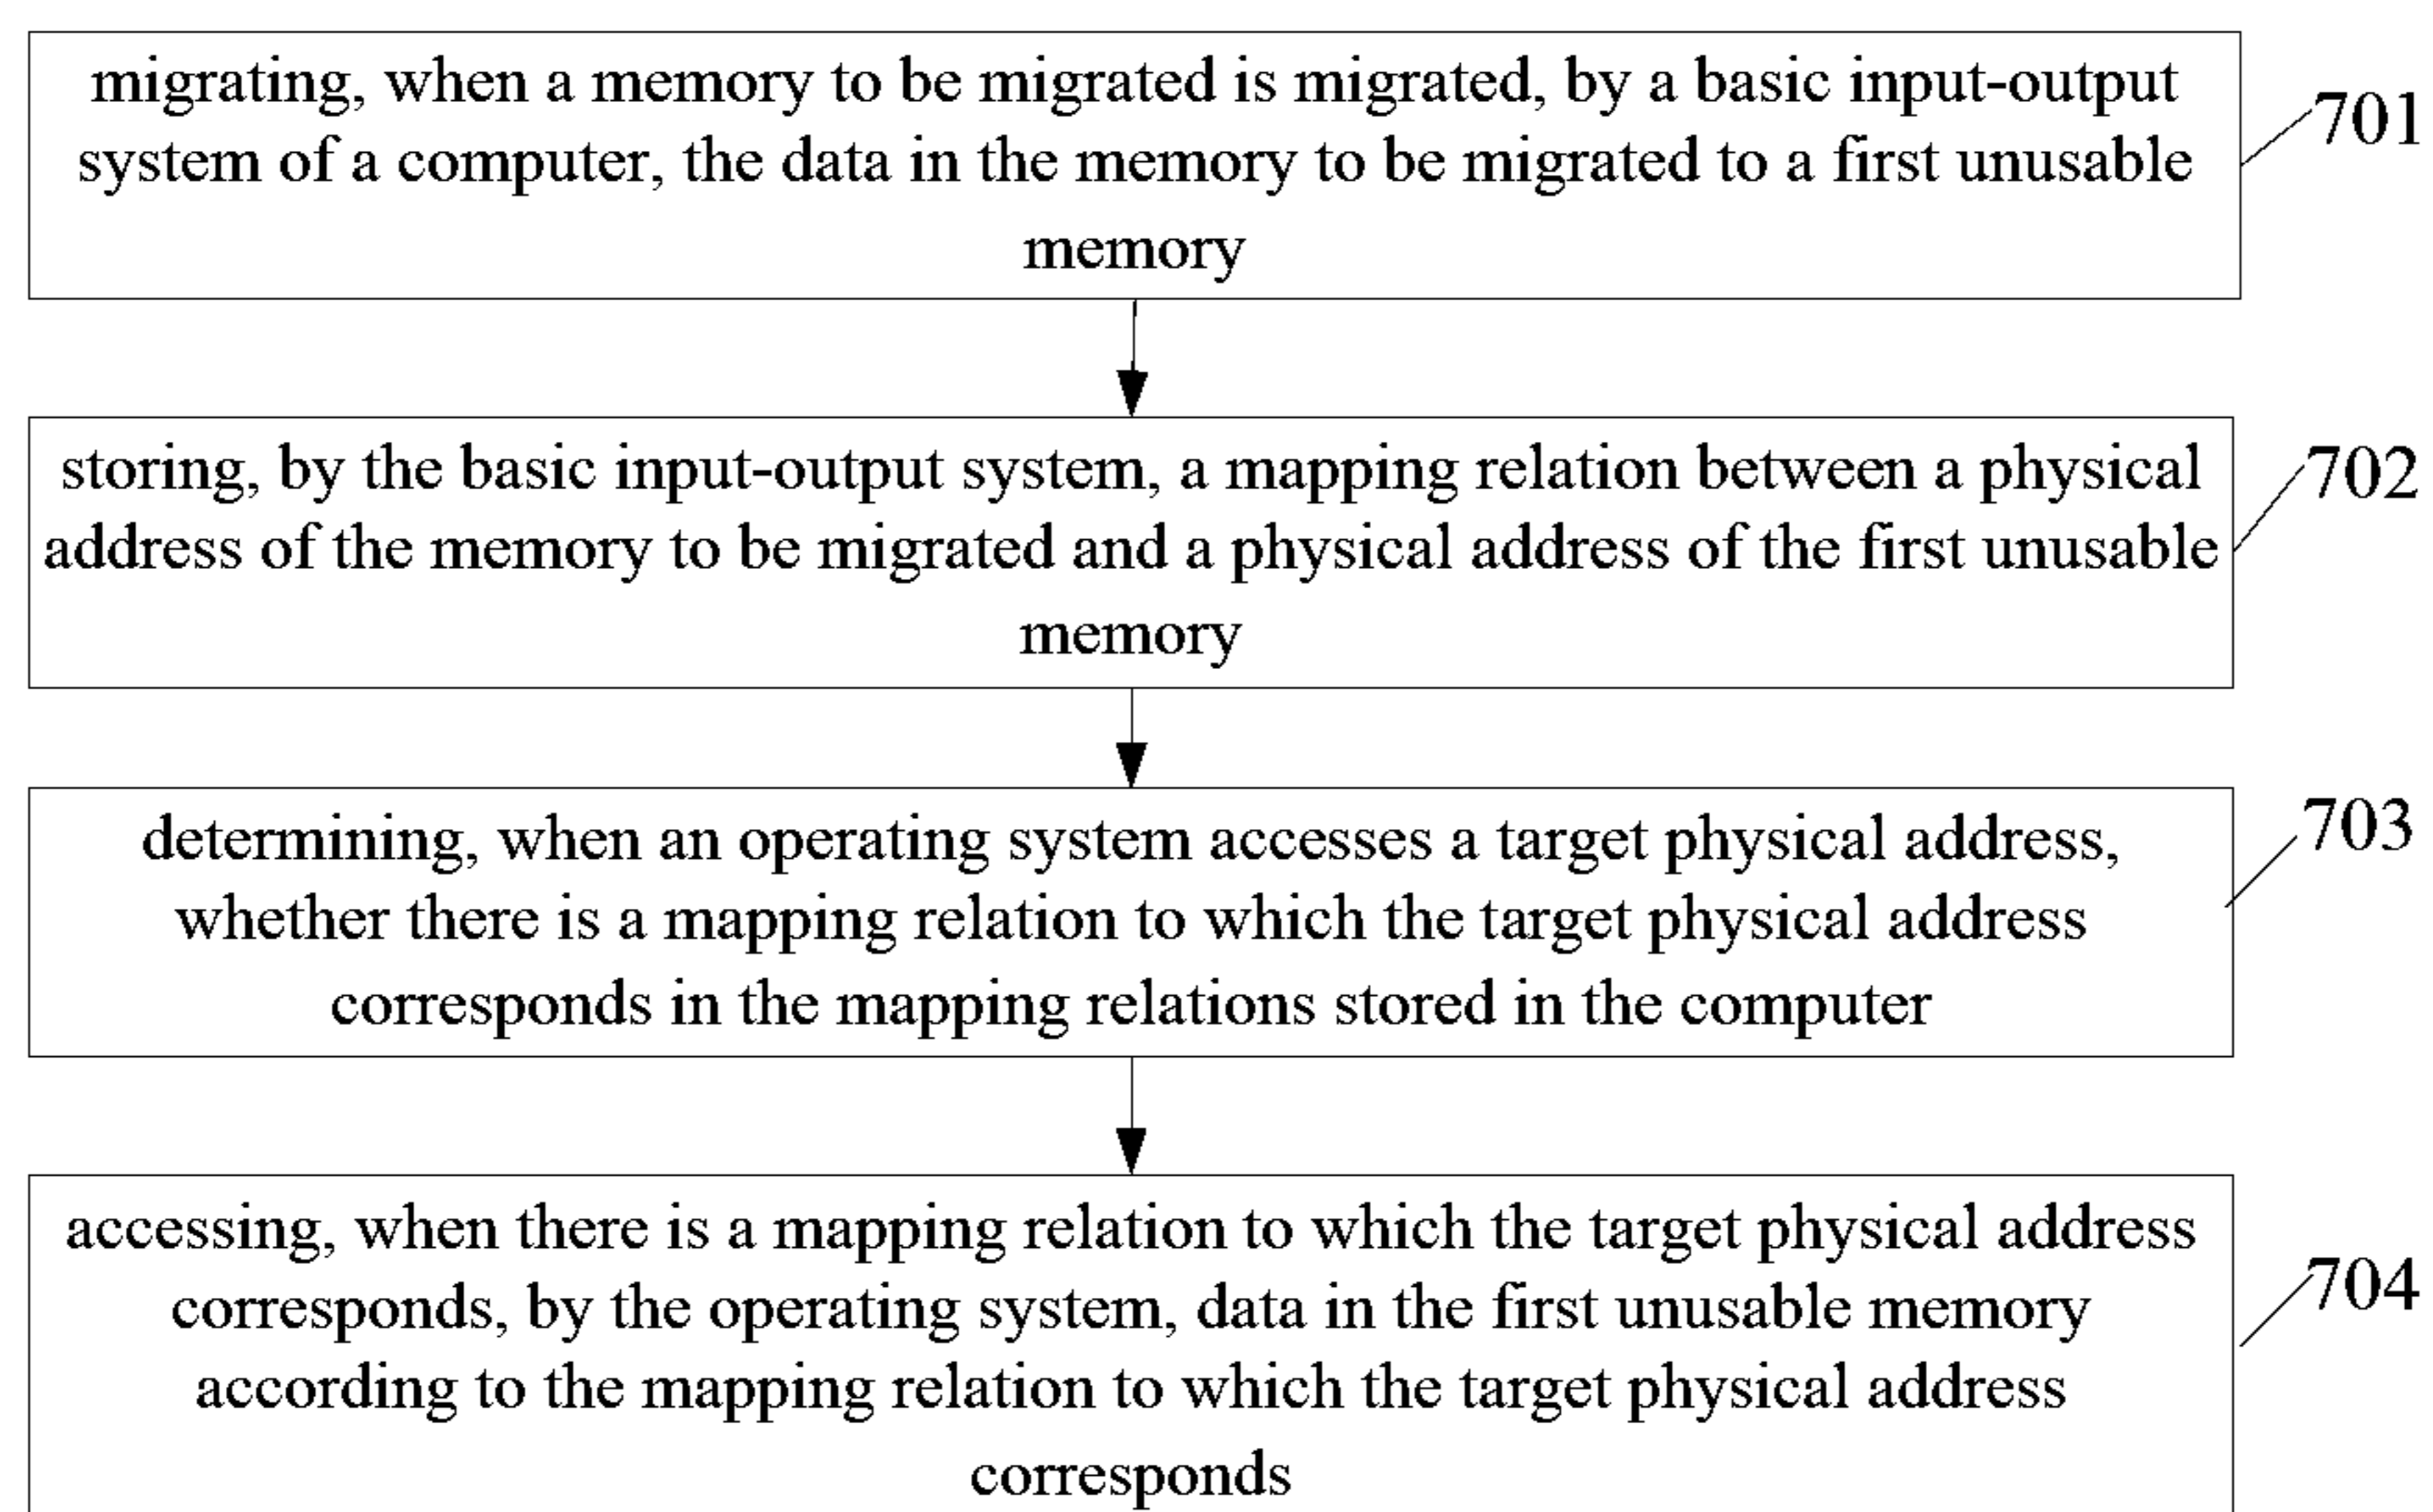 migrating, when a memory to be migrated is migrated, by a basic input-output
system of a computer, the data in the memory to be migrated to a first unusable
memory
701
storing, by the basic input-output system, a mapping relation between a physical
address of the memory to be migrated and a physical address of the first unusable
memory
702
determining, when an operating system accesses a target physical address,
whether there is a mapping relation to which the target physical address
corresponds in the mapping relations stored in the computer
703
accessing, when there is a mapping relation to which the target physical address
corresponds, by the operating system, data in the first unusable memory
according to the mapping relation to which the target physical address
corresponds
704